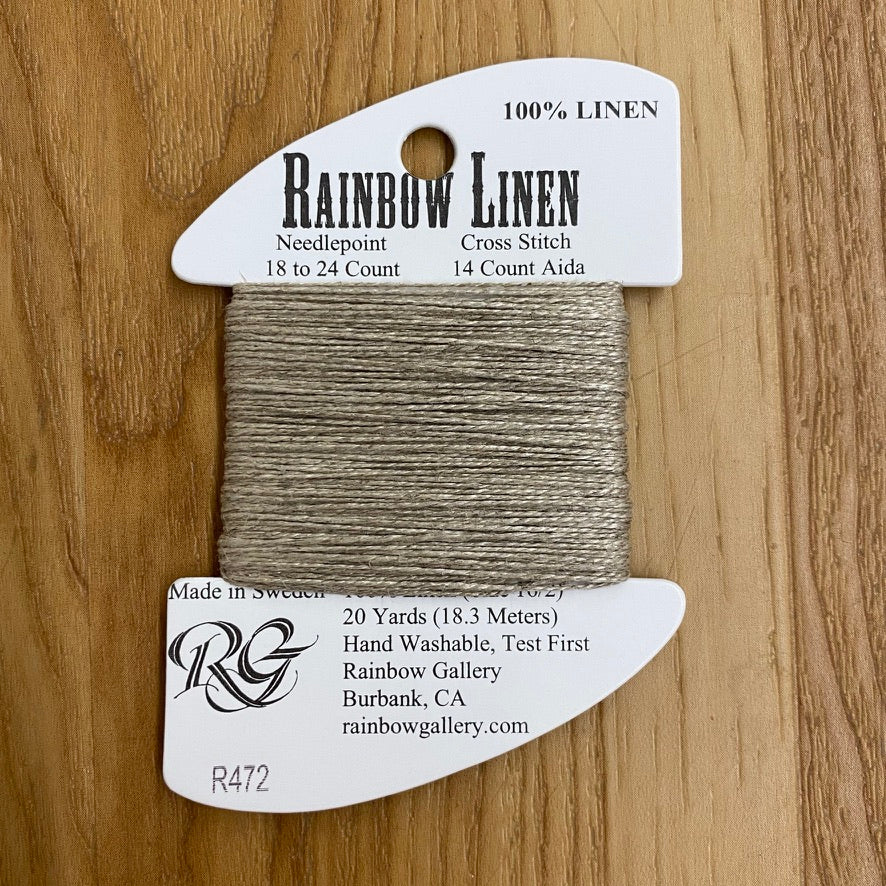 100% LINEN
RAINBOW LINEN
Needlepoint Cross Stitch
18 to 24 Count 14 Count Aida
Made in Sweden
20 Yards (18.3 Meters)
Hand Washable, Test First
Rainbow Gallery
Burbank, CA
rainbowgallery.com
RG
R472